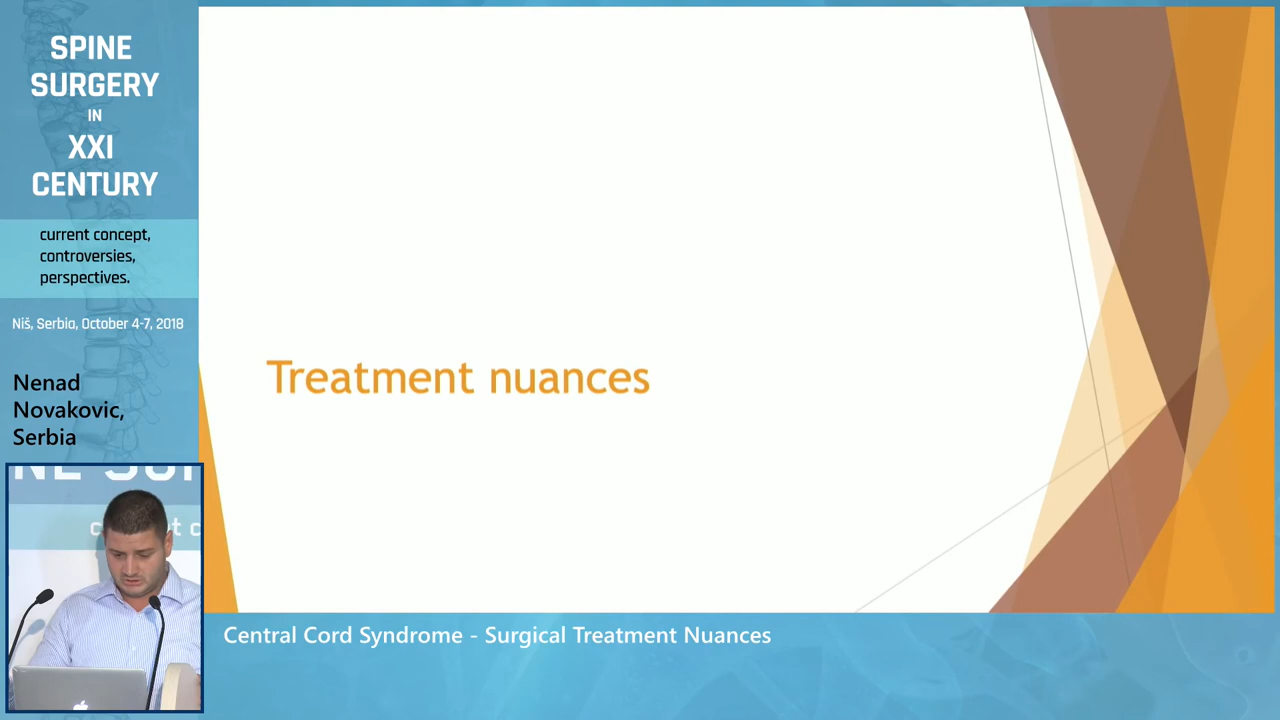 SPINE
SURGERY
IN
XXI
CENTURY
current concept,
controversies,
perspectives.
Niš, Serbia, October 4-7, 2018
Nenad
Novakovic,
Serbia
Treatment nuances
Central Cord Syndrome - Surgical Treatment Nuances